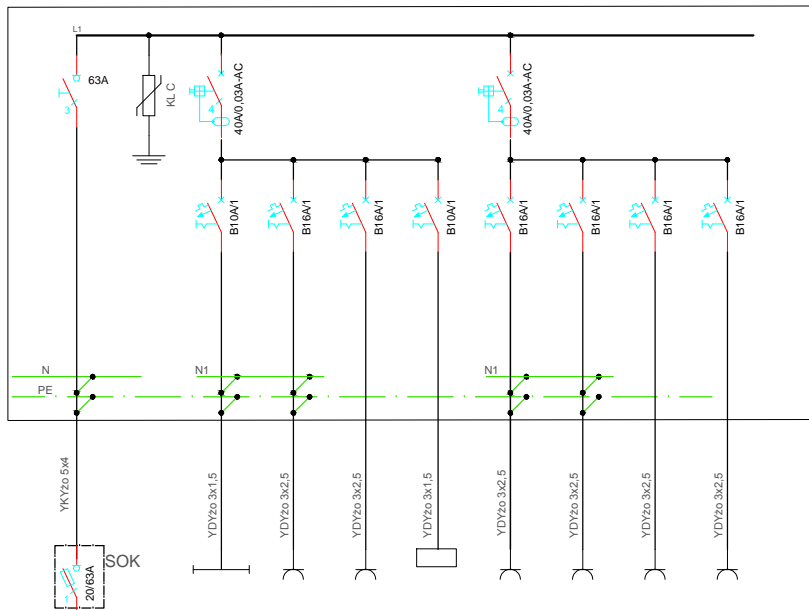 L1
63A
3
KL C
4
40A/0,03A-AC
4
40A/0,03A-AC
B10A/1
B16A/1
B16A/1
B10A/1
B16A/1
B16A/1
B16A/1
B16A/1
N
N1
N1
PE
YKYżo 5x4
YDYżo 3x1,5
YDYżo 3x2,5
YDYżo 3x2,5
YDYżo 3x1,5
YDYżo 3x2,5
YDYżo 3x2,5
YDYżo 3x2,5
YDYżo 3x2,5
SOK
20/63A
1